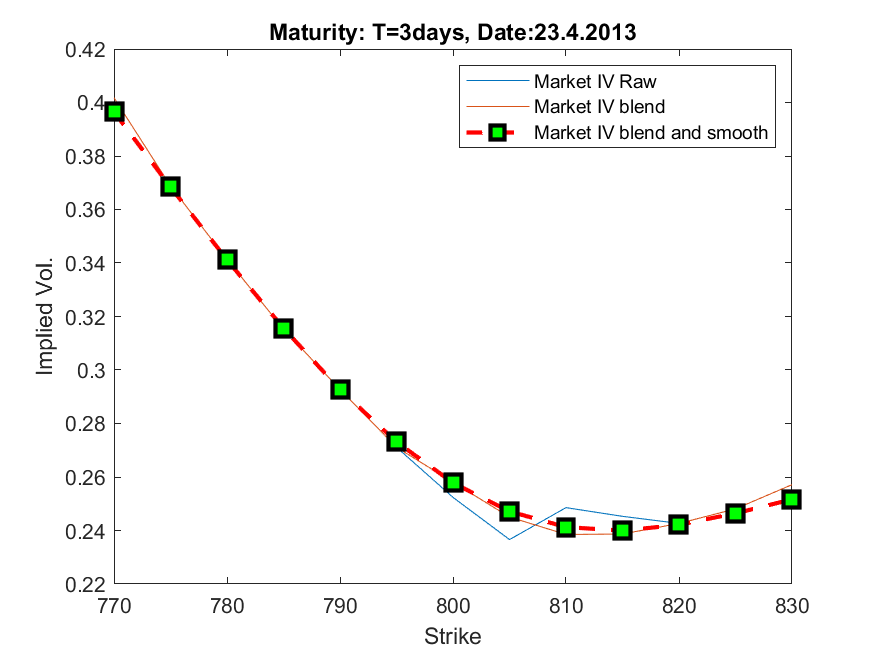 Maturity: T=3days, Date:23.4.2013
Market IV Raw
Market IV blend
Market IV blend and smooth
Implied Vol.
0.42
0.4
0.38
0.36
0.34
0.32
0.3
0.28
0.26
0.24
0.22
770 780 790 800 810 820 830
Strike